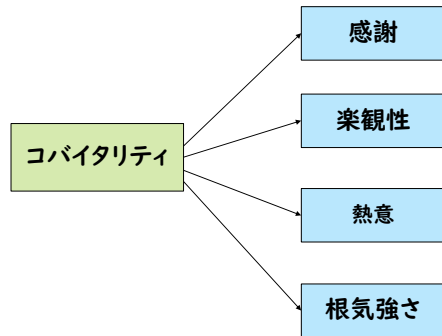 感謝
楽観性
コバイタリティ
熱意
根気強さ